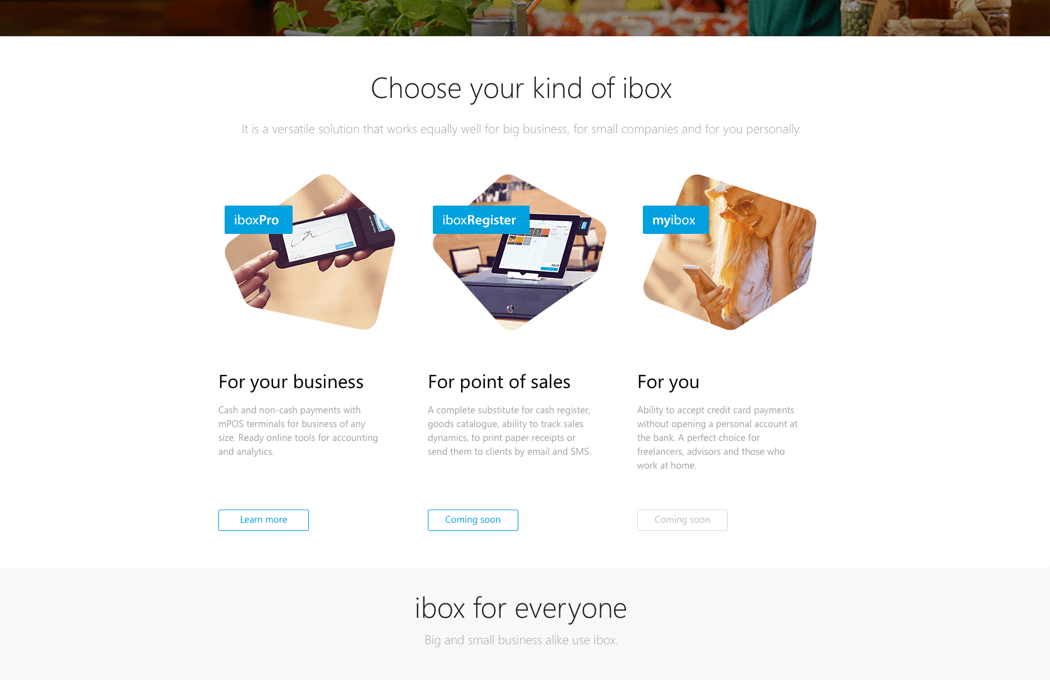 Choose your kind of ibox
It is a versatile solution that works equally well for big business, for small companies and for you personally.
iboxPro
iboxRegister
myibox
For your business
Cash and non-cash payments with
mPOS terminals for business of any
size. Ready online tools for accounting
and analytics.
Learn more
For point of sales
A complete substitute for cash register,
goods catalogue, ability to track sales
dynamics, to print paper receipts or
send them to clients by email and SMS.
Coming soon
For you
Ability to accept credit card payments
without opening a personal account at
the bank. A perfect choice for
freelancers, advisors and those who
work at home.
Coming soon
ibox for everyone
Big and small business alike use ibox.